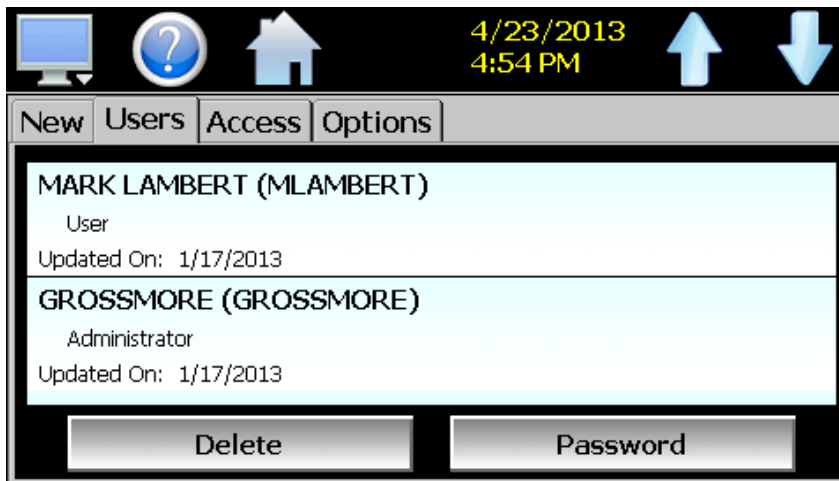 4/23/2013
4:54 PM
New Users Access Options
MARK LAMBERT (MLAMBERT)
User
Updated On: 1/17/2013
GROSSMORE (GROSSMORE)
Administrator
Updated On: 1/17/2013
Delete Password